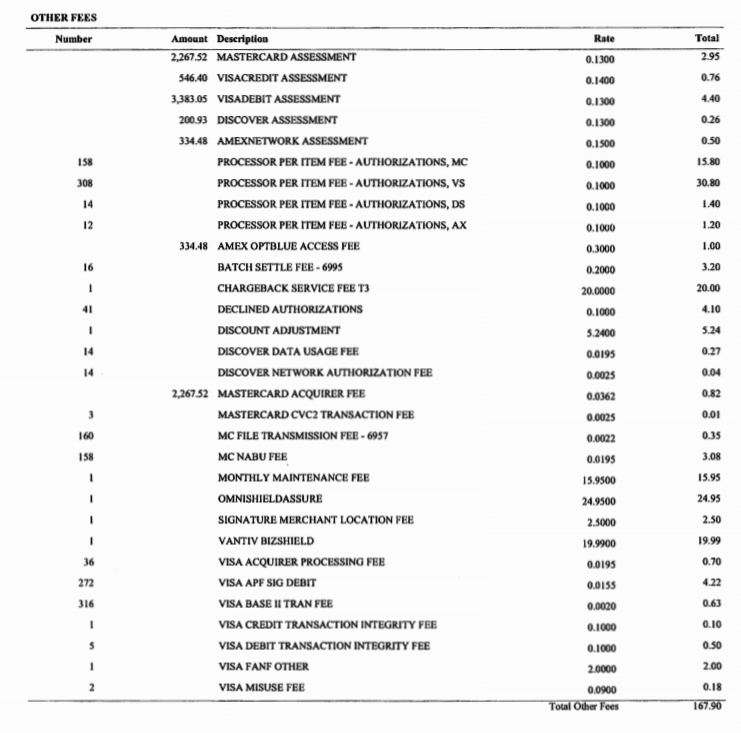 OTHER FEES
Number Amount Description Rate Total
2,267.52 MASTERCARD ASSESSMENT 0.1300 2.95
546.40 VISACREDIT ASSESSMENT 0.1400 0.76
3,383.05 VISADEBIT ASSESSMENT 0.1300 4.40
200.93 DISCOVER ASSESSMENT 0.1300 0.26
334.48 AMEXNETWORK ASSESSMENT 0.1500 0.50
158 PROCESSOR PER ITEM FEE - AUTHORIZATIONS, MC 0.1000 15.80
308 PROCESSOR PER ITEM FEE - AUTHORIZATIONS, VS 0.1000 30.80
14 PROCESSOR PER ITEM FEE - AUTHORIZATIONS, DS 0.1000 1.40
12 PROCESSOR PER ITEM FEE - AUTHORIZATIONS, AX 0.1000 1.20
334.48 AMEX OPTBLUE ACCESS FEE 0.3000 1.00
16 BATCH SETTLE FEE - 6995 0.2000 3.20
1 CHARGEBACK SERVICE FEE T3 20.0000 20.00
41 DECLINED AUTHORIZATIONS 0.1000 4.10
1 DISCOUNT ADJUSTMENT 5.2400 5.24
14 DISCOVER DATA USAGE FEE 0.0195 0.27
14 DISCOVER NETWORK AUTHORIZATION FEE 0.0025 0.04
2,267.52 MASTERCARD ACQUIRER FEE 0.0362 0.82
3 MASTERCARD CVC2 TRANSACTION FEE 0.0025 0.01
160 MC FILE TRANSMISSION FEE - 6957 0.0022 0.35
158 MC NABU FEE 0.0195 3.08
1 MONTHLY MAINTENANCE FEE 15.9500 15.95
1 OMNISHIELDASSURE 24.9500 24.95
1 SIGNATURE MERCHANT LOCATION FEE 2.5000 2.50
1 VANTIV BIZSHIELD 19.9900 19.99
36 VISA ACQUIRER PROCESSING FEE 0.0195 0.70
272 VISA APF SIG DEBIT 0.0155 4.22
316 VISA BASE II TRAN FEE 0.0020 0.63
1 VISA CREDIT TRANSACTION INTEGRITY FEE 0.1000 0.10
5 VISA DEBIT TRANSACTION INTEGRITY FEE 0.1000 0.50
1 VISA FANF OTHER 2.0000 2.00
2 VISA MISUSE FEE 0.0900 0.18
Total Other Fees 167.90